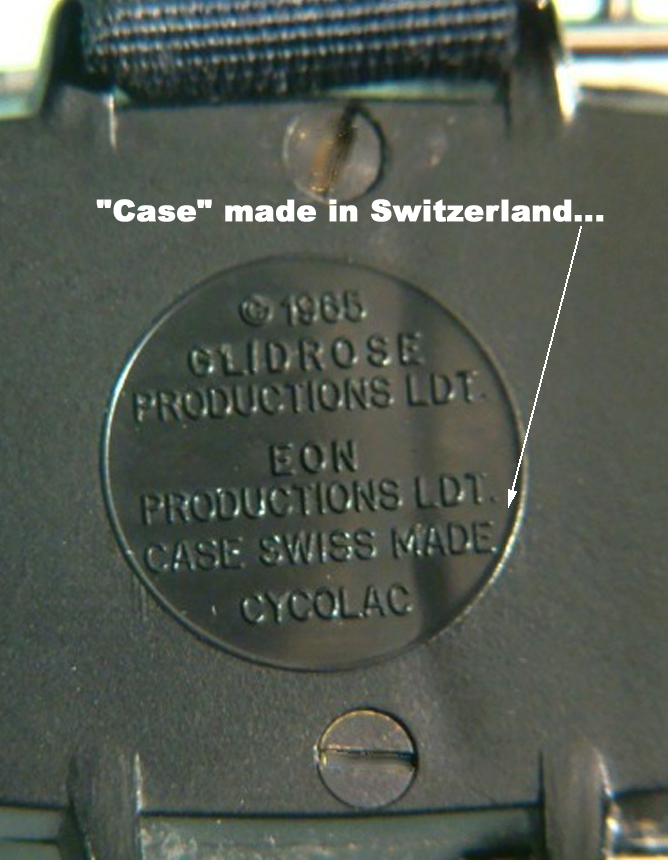 "Case" made in Switzerland...
© 1965
GLIDROSE
PRODUCTIONS LDT.
EON
PRODUCTIONS LDT.
CASE SWISS MADE
CYCOLAC